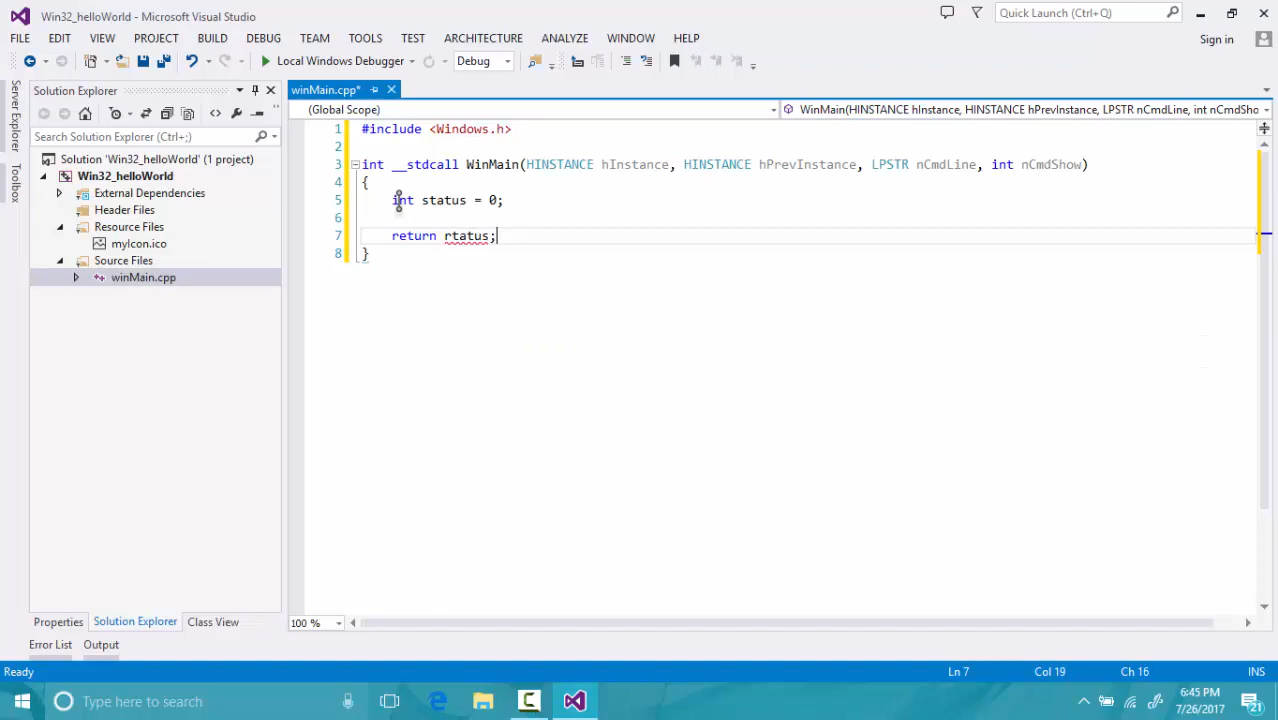 Win32_helloWorld - Microsoft Visual Studio
Quick Launch (Ctrl+Q)
FILE EDIT VIEW PROJECT BUILD DEBUG TEAM TOOLS TEST ARCHITECTURE ANALYZE WINDOW HELP
Sign in
Local Windows Debugger
Debug
Server Explorer
Toolbox
Solution Explorer
Search Solution Explorer (Ctrl+;)
Solution 'Win32_helloWorld' (1 project)
Win32_helloWorld
External Dependencies
Header Files
Resource Files
myIcon.ico
Source Files
winMain.cpp
Properties
Solution Explorer
Class View
winMain.cpp*
(Global Scope)
WinMain(HINSTANCE hInstance, HINSTANCE hPrevInstance, LPSTR nCmdLine, int nCmdSho
1 #include <Windows.h>
2
3 int __stdcall WinMain(HINSTANCE hInstance, HINSTANCE hPrevInstance, LPSTR nCmdLine, int nCmdShow)
4 {
5 int status = 0;
6
7 return rtatus;
8 }
100 %
Error List Output
Ready
Ln 7 Col 19 Ch 16 INS
Type here to search
C
6:45 PM
7/26/2017
21